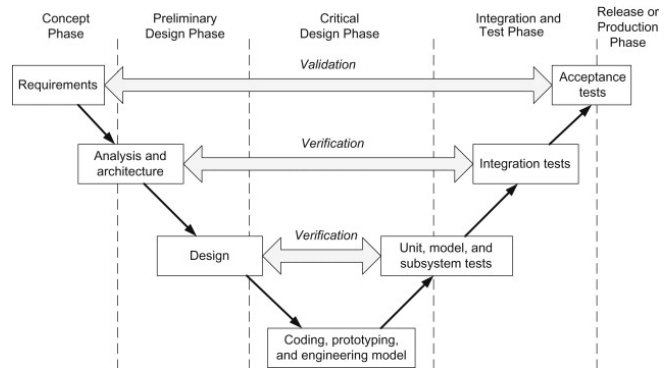 Concept
Phase
Preliminary
Design Phase
Critical
Design Phase
Integration and
Test Phase
Release or
Production
Phase
Validation
Requirements
Acceptance
tests
Verification
Analysis and
architecture
Integration tests
Verification
Design
Unit, model, and
subsystem tests
Coding, prototyping,
and engineering model